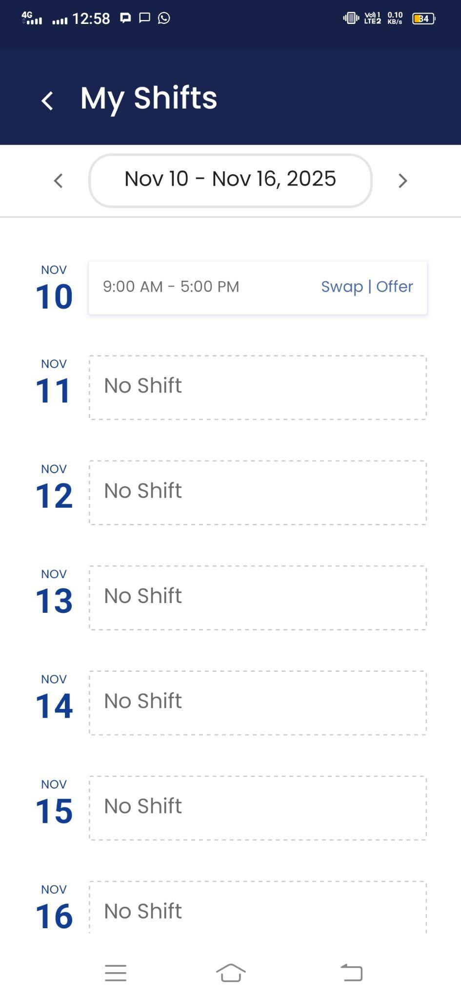 4G 12:58 Vo)) 1 LTE2 0.10 KB/s 34
My Shifts
Nov 10 - Nov 16, 2025
NOV
10
9:00 AM - 5:00 PM Swap | Offer
NOV
11
No Shift
NOV
12
No Shift
NOV
13
No Shift
NOV
14
No Shift
NOV
15
No Shift
NOV
16
No Shift